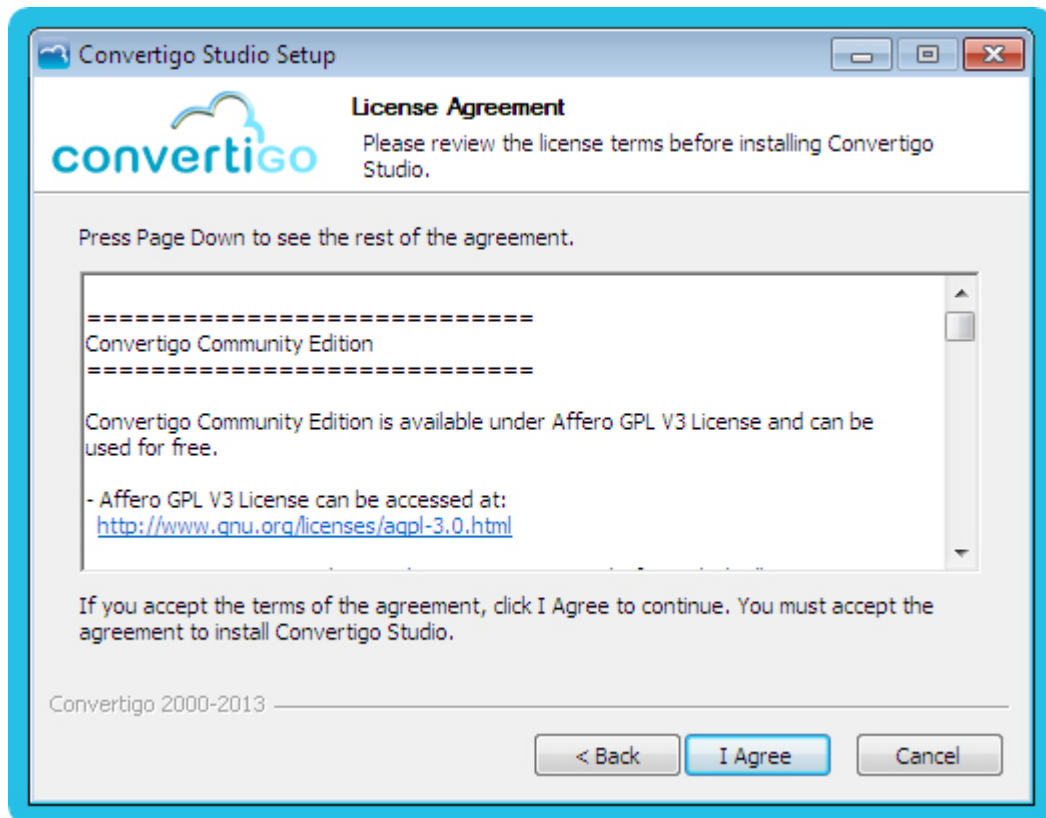 Convertigo Studio Setup
convertigo
License Agreement
Please review the license terms before installing Convertigo
Studio.
Press Page Down to see the rest of the agreement.
============================
Convertigo Community Edition
============================
Convertigo Community Edition is available under Affero GPL V3 License and can be
used for free.
- Affero GPL V3 License can be accessed at:
http://www.gnu.org/licenses/agpl-3.0.html
If you accept the terms of the agreement, click I Agree to continue. You must accept the
agreement to install Convertigo Studio.
Convertigo 2000-2013
< Back
I Agree
Cancel